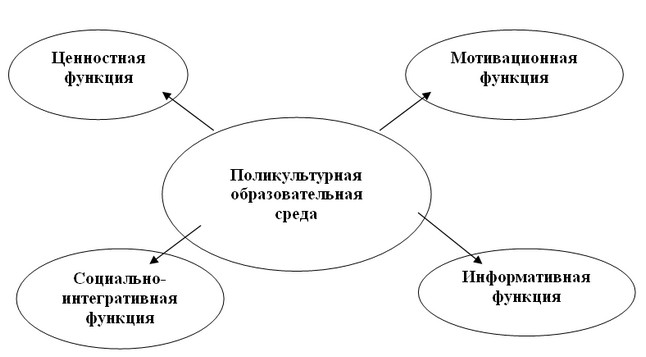 Ценностная
функция
Мотивационная
функция
Поликультурная
образовательная
среда
Социально-
интегративная
функция
Информативная
функция